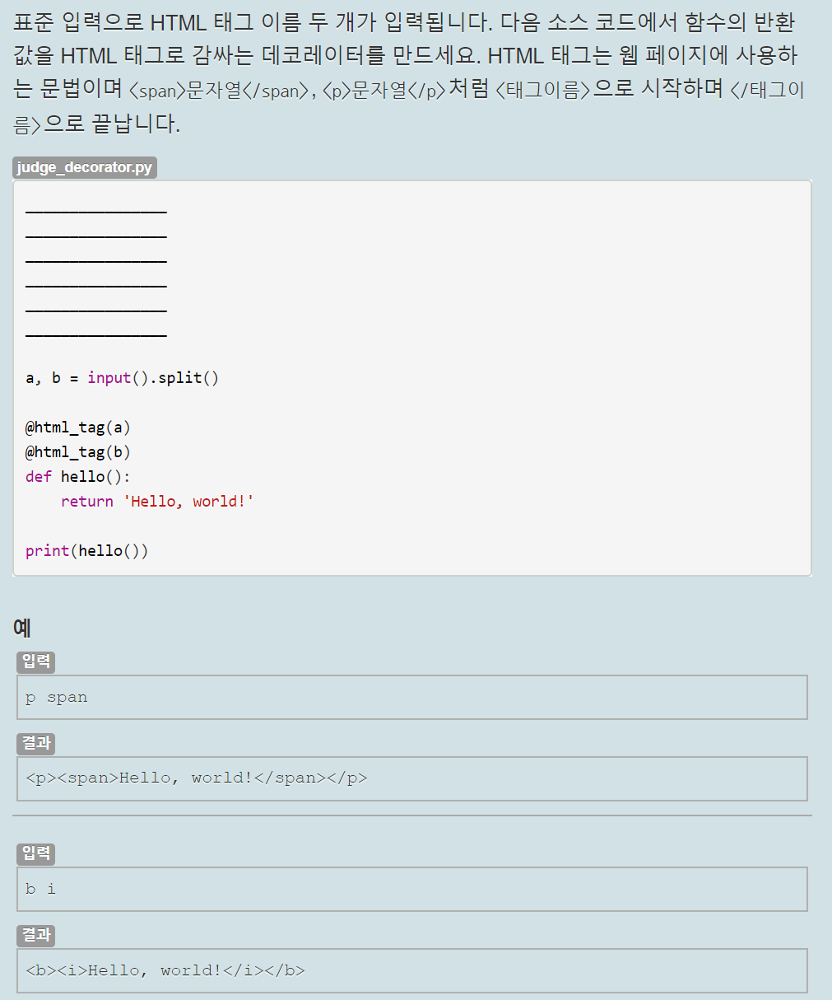 표준 입력으로 HTML 태그 이름 두 개가 입력됩니다. 다음 소스 코드에서 함수의 반환
값을 HTML 태그로 감싸는 데코레이터를 만드세요. HTML 태그는 웹 페이지에 사용하
는 문법이며 <span>문자열</span>, <p>문자열</p>처럼 <태그이름>으로 시작하며 </태그이
름>으로 끝납니다.
judge_decorator.py
________________
________________
________________
________________
________________
________________
a, b = input().split()
@html_tag(a)
@html_tag(b)
def hello():
    return 'Hello, world!'
print(hello())
예
입력
p span
결과
<p><span>Hello, world!</span></p>
입력
b i
결과
<b><i>Hello, world!</i></b>